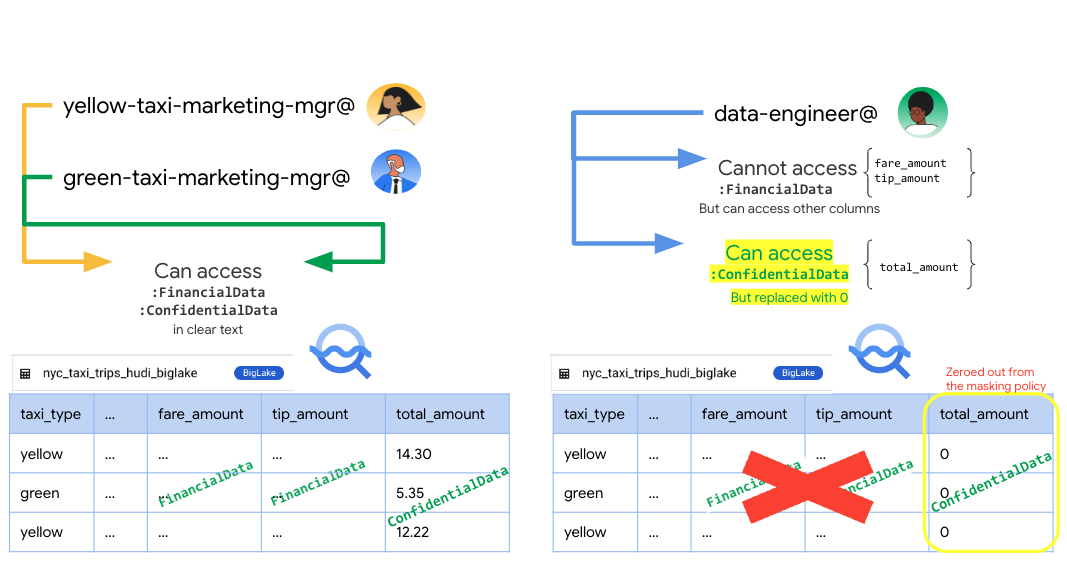 yellow-taxi-marketing-mgr@
green-taxi-marketing-mgr@
Can access
:FinancialData
:ConfidentialData
in clear text
nyc_taxi_trips_hudi_biglake BigLake
taxi_type ... fare_amount tip_amount total_amount
yellow ... ... ... 14.30
green ... ... ... 5.35
yellow ... ... ... 12.22
FinancialData
FinancialData
ConfidentialData
data-engineer@
Cannot access
:FinancialData
But can access other columns
fare_amount
tip_amount
Can access
:ConfidentialData
But replaced with 0
total_amount
nyc_taxi_trips_hudi_biglake BigLake
Zeroed out from
the masking policy
taxi_type ... fare_amount tip_amount total_amount
yellow ... ... ... 0
green ... 0
yellow ... ... ... 0
ConfidentialData